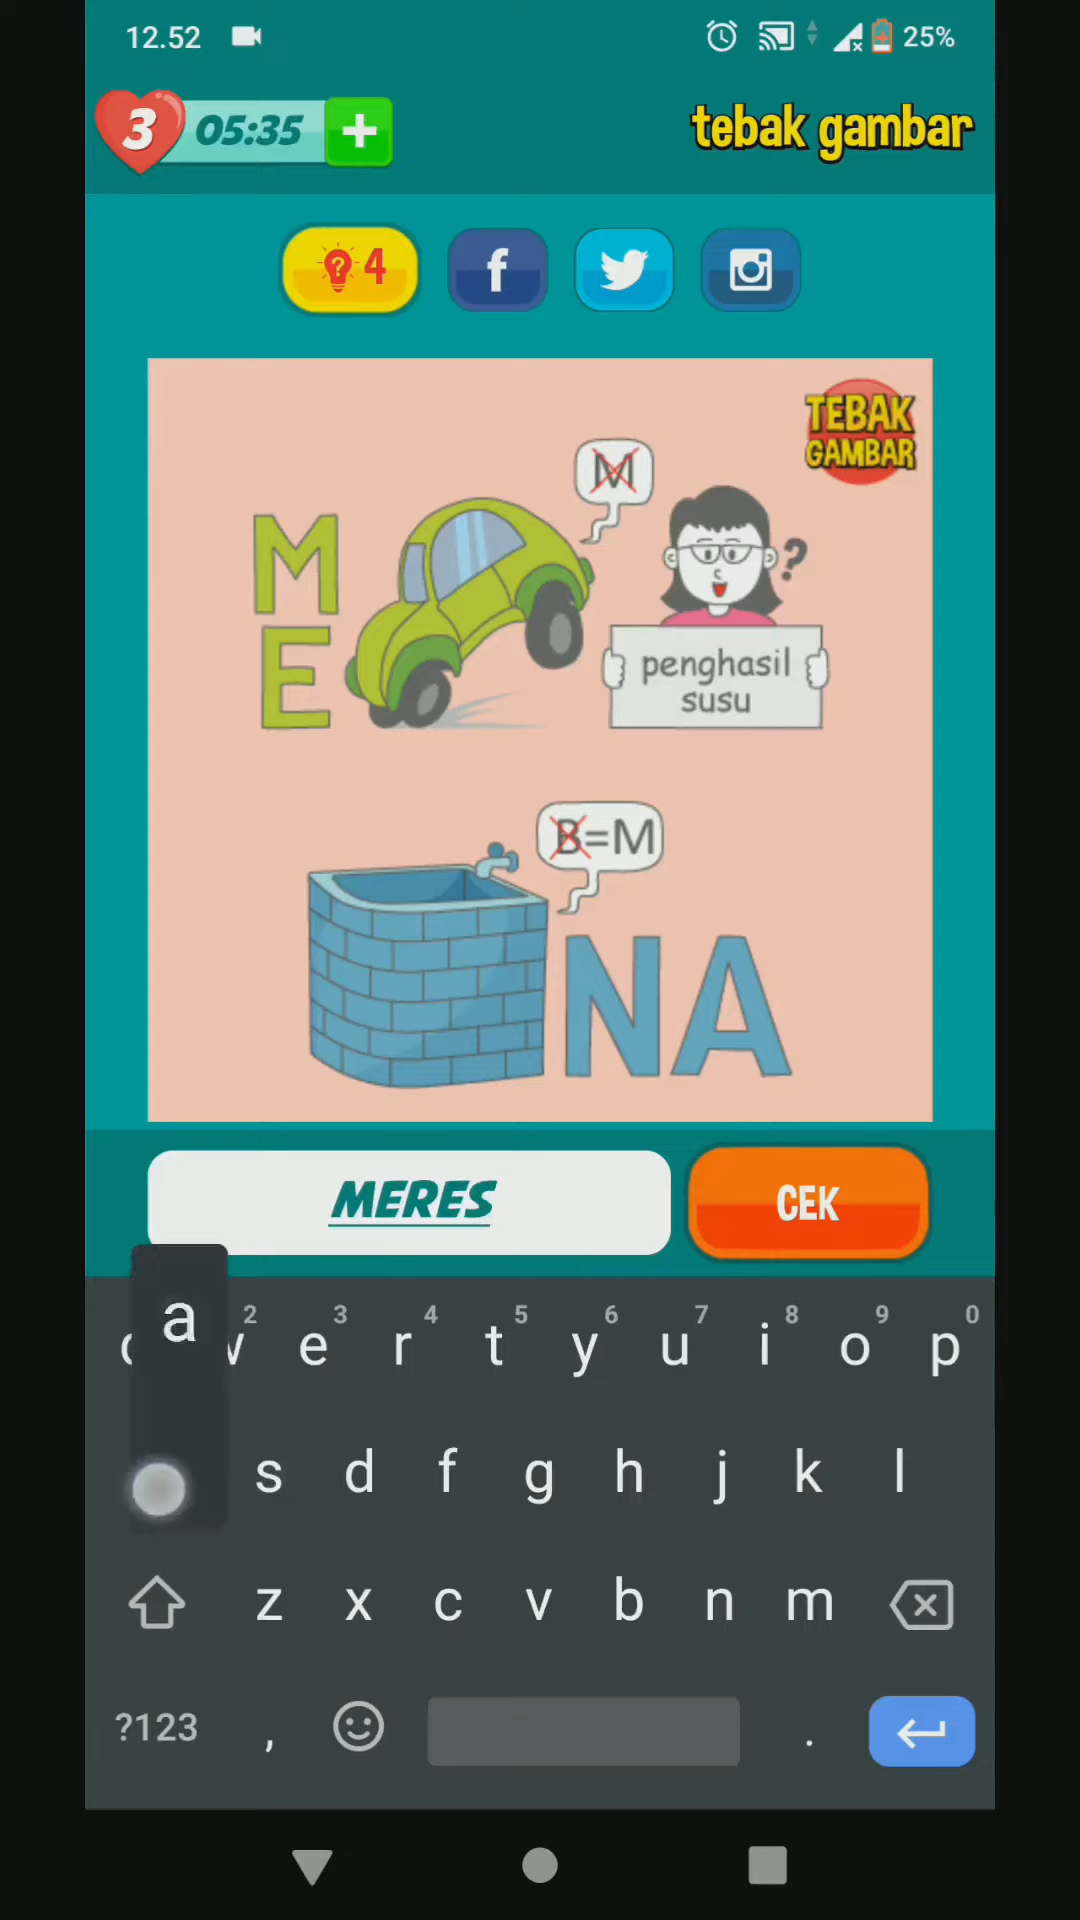 12.52
25%
3
05:35
+
tebak gambar
? 4
f
TEBAK
GAMBAR
M
M
E
?
penghasil
susu
B=M
NA
MERES
CEK
a
2 3 4 5 6 7 8 9 0
e r t y u i o p
s d f g h j k l
z x c v b n m
?123 , .